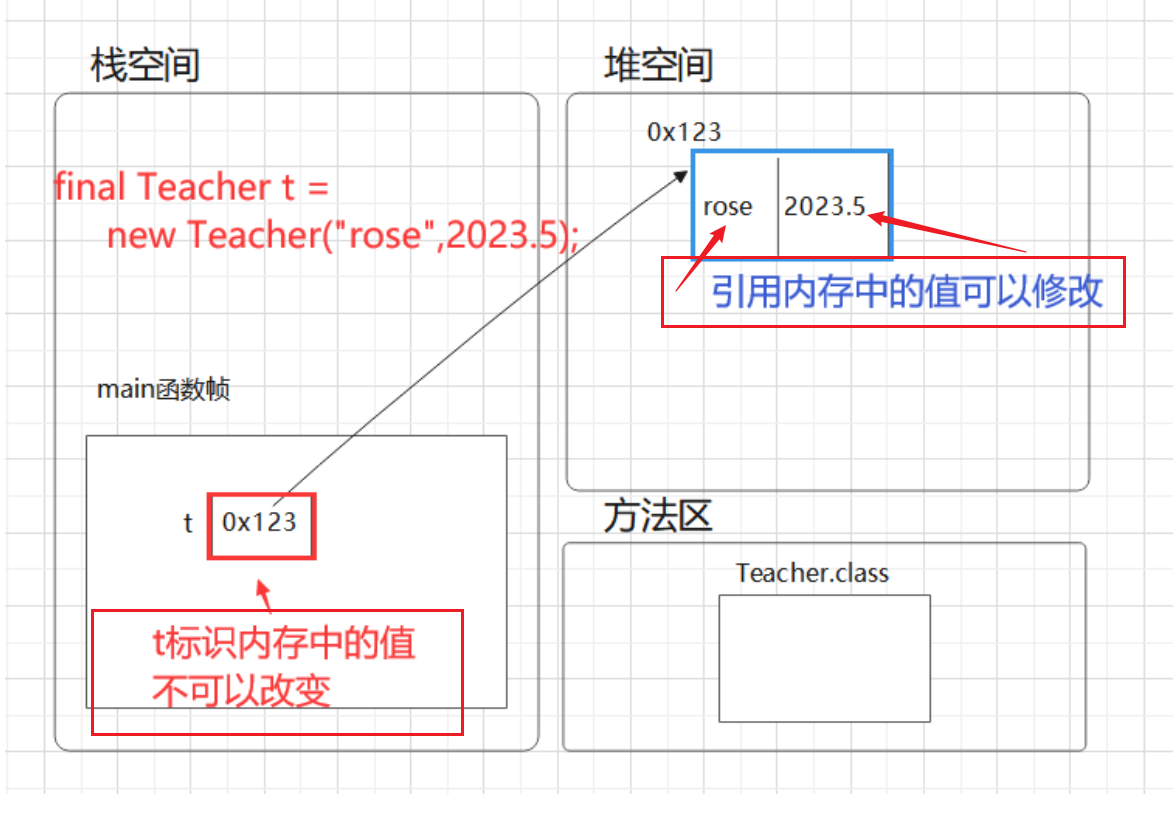 栈空间
final Teacher t =
new Teacher("rose",2023.5);
main函数帧
t
0x123
t标识内存中的值
不可以改变
堆空间
0x123
rose
2023.5
引用内存中的值可以修改
方法区
Teacher.class